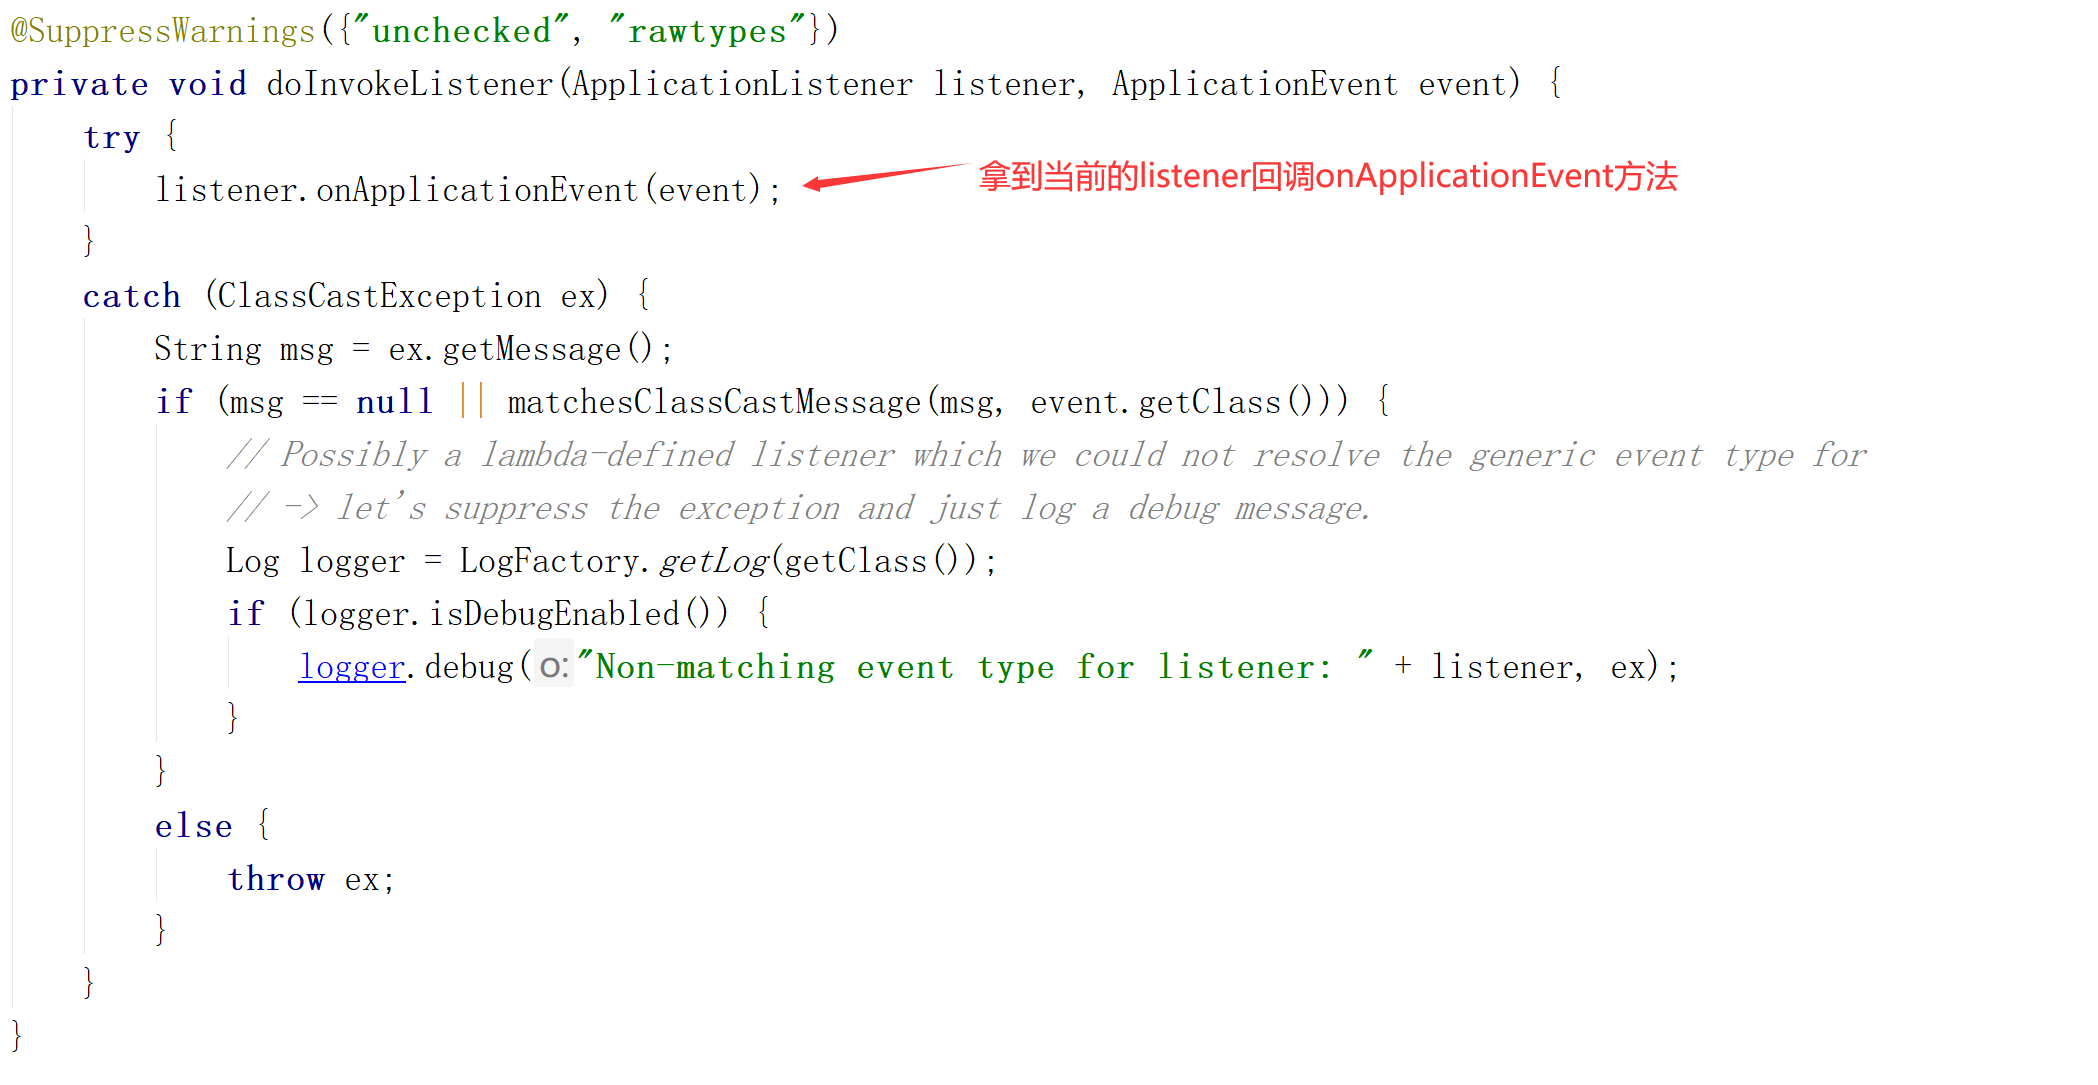 @SuppressWarnings({"unchecked", "rawtypes"})
private void doInvokeListener(ApplicationListener listener, ApplicationEvent event) {
try {
listener.onApplicationEvent(event);
拿到当前的listener回调onApplicationEvent方法
}
catch (ClassCastException ex) {
String msg = ex.getMessage();
if (msg == null || matchesClassCastMessage(msg, event.getClass())) {
// Possibly a lambda-defined listener which we could not resolve the generic event type for
// -> let's suppress the exception and just log a debug message.
Log logger = LogFactory.getLog(getClass());
if (logger.isDebugEnabled()) {
logger.debug( o: "Non-matching event type for listener: " + listener, ex);
}
}
else {
throw ex;
}
}
}